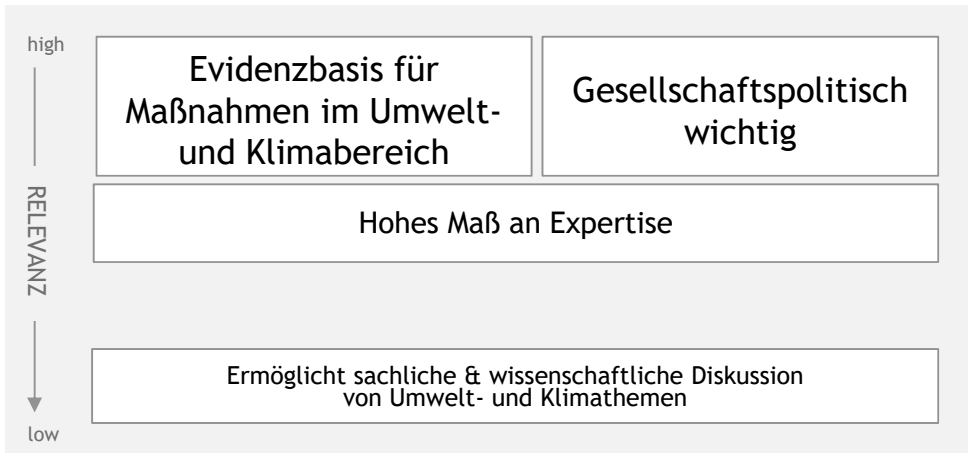 high
Evidenzbasis für
Maßnahmen im Umwelt-
und Klimabereich
Gesellschaftspolitisch
wichtig
RELEVANZ
Hohes Maß an Expertise
Ermöglicht sachliche & wissenschaftliche Diskussion
von Umwelt- und Klimathemen
low